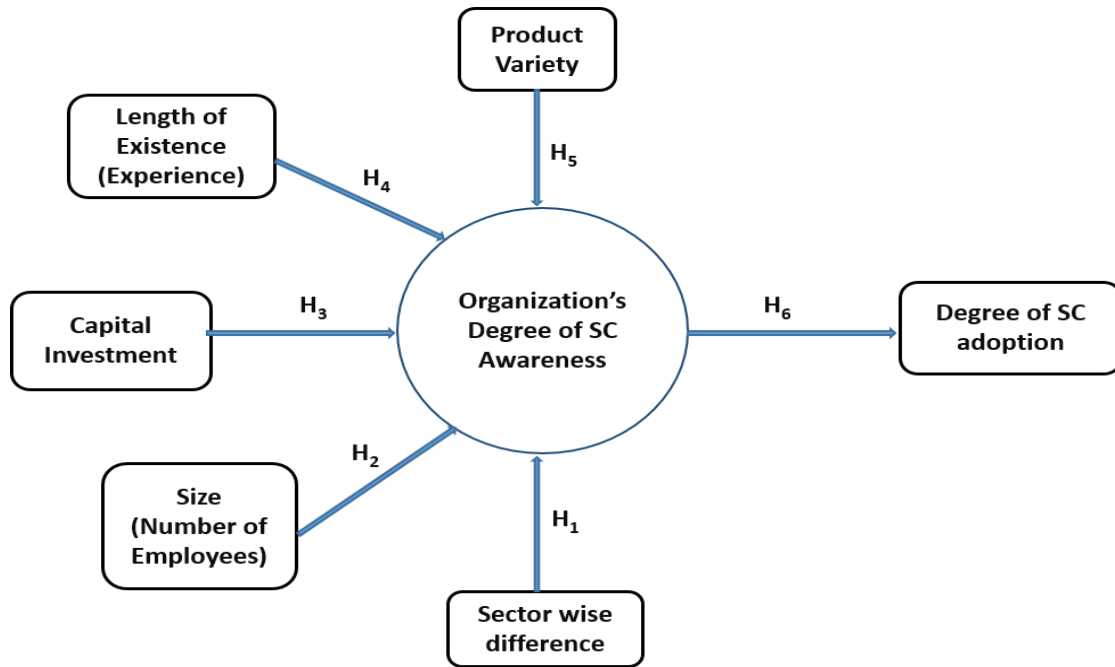 Product
Variety
Length of
Existence
(Experience)
H₅
H₄
Capital
Investment
H₃
Organization’s
Degree of SC
Awareness
H₆
Degree of SC
adoption
H₂
Size
(Number of
Employees)
H₁
Sector wise
difference